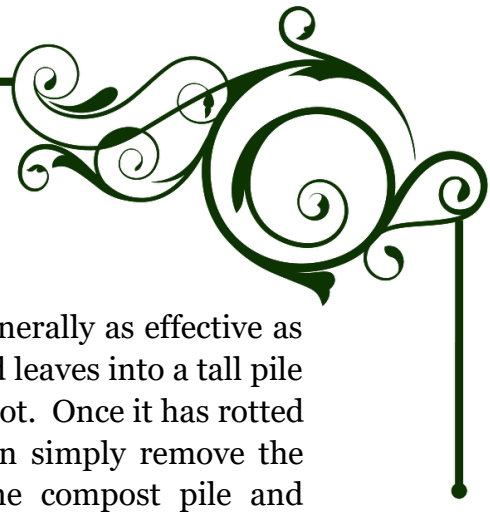 nerally as effective as
d leaves into a tall pile
ot. Once it has rotted
n simply remove the
ne compost pile and